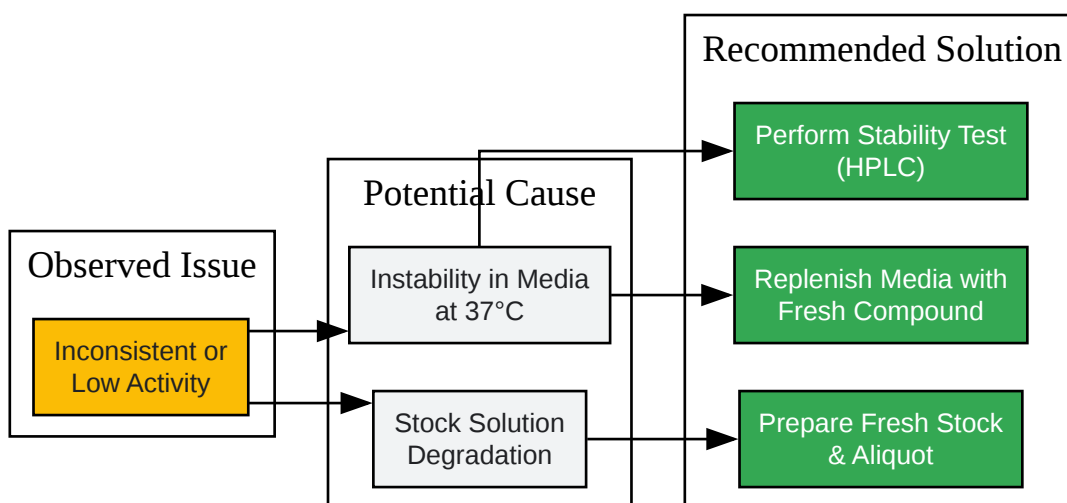 Observed Issue
Inconsistent or
Low Activity
Potential Cause
Instability in Media
at 37°C
Stock Solution
Degradation
Recommended Solution
Perform Stability Test
(HPLC)
Replenish Media with
Fresh Compound
Prepare Fresh Stock
& Aliquot